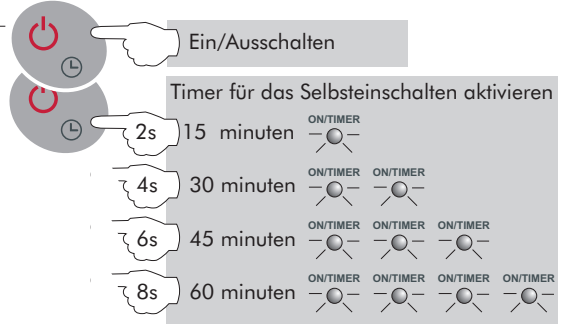 Ein/Ausschalten
Timer für das Selbsteinschalten aktivieren
2s 15 minuten ON/TIMER
4s 30 minuten ON/TIMER ON/TIMER
6s 45 minuten ON/TIMER ON/TIMER ON/TIMER
8s 60 minuten ON/TIMER ON/TIMER ON/TIMER ON/TIMER